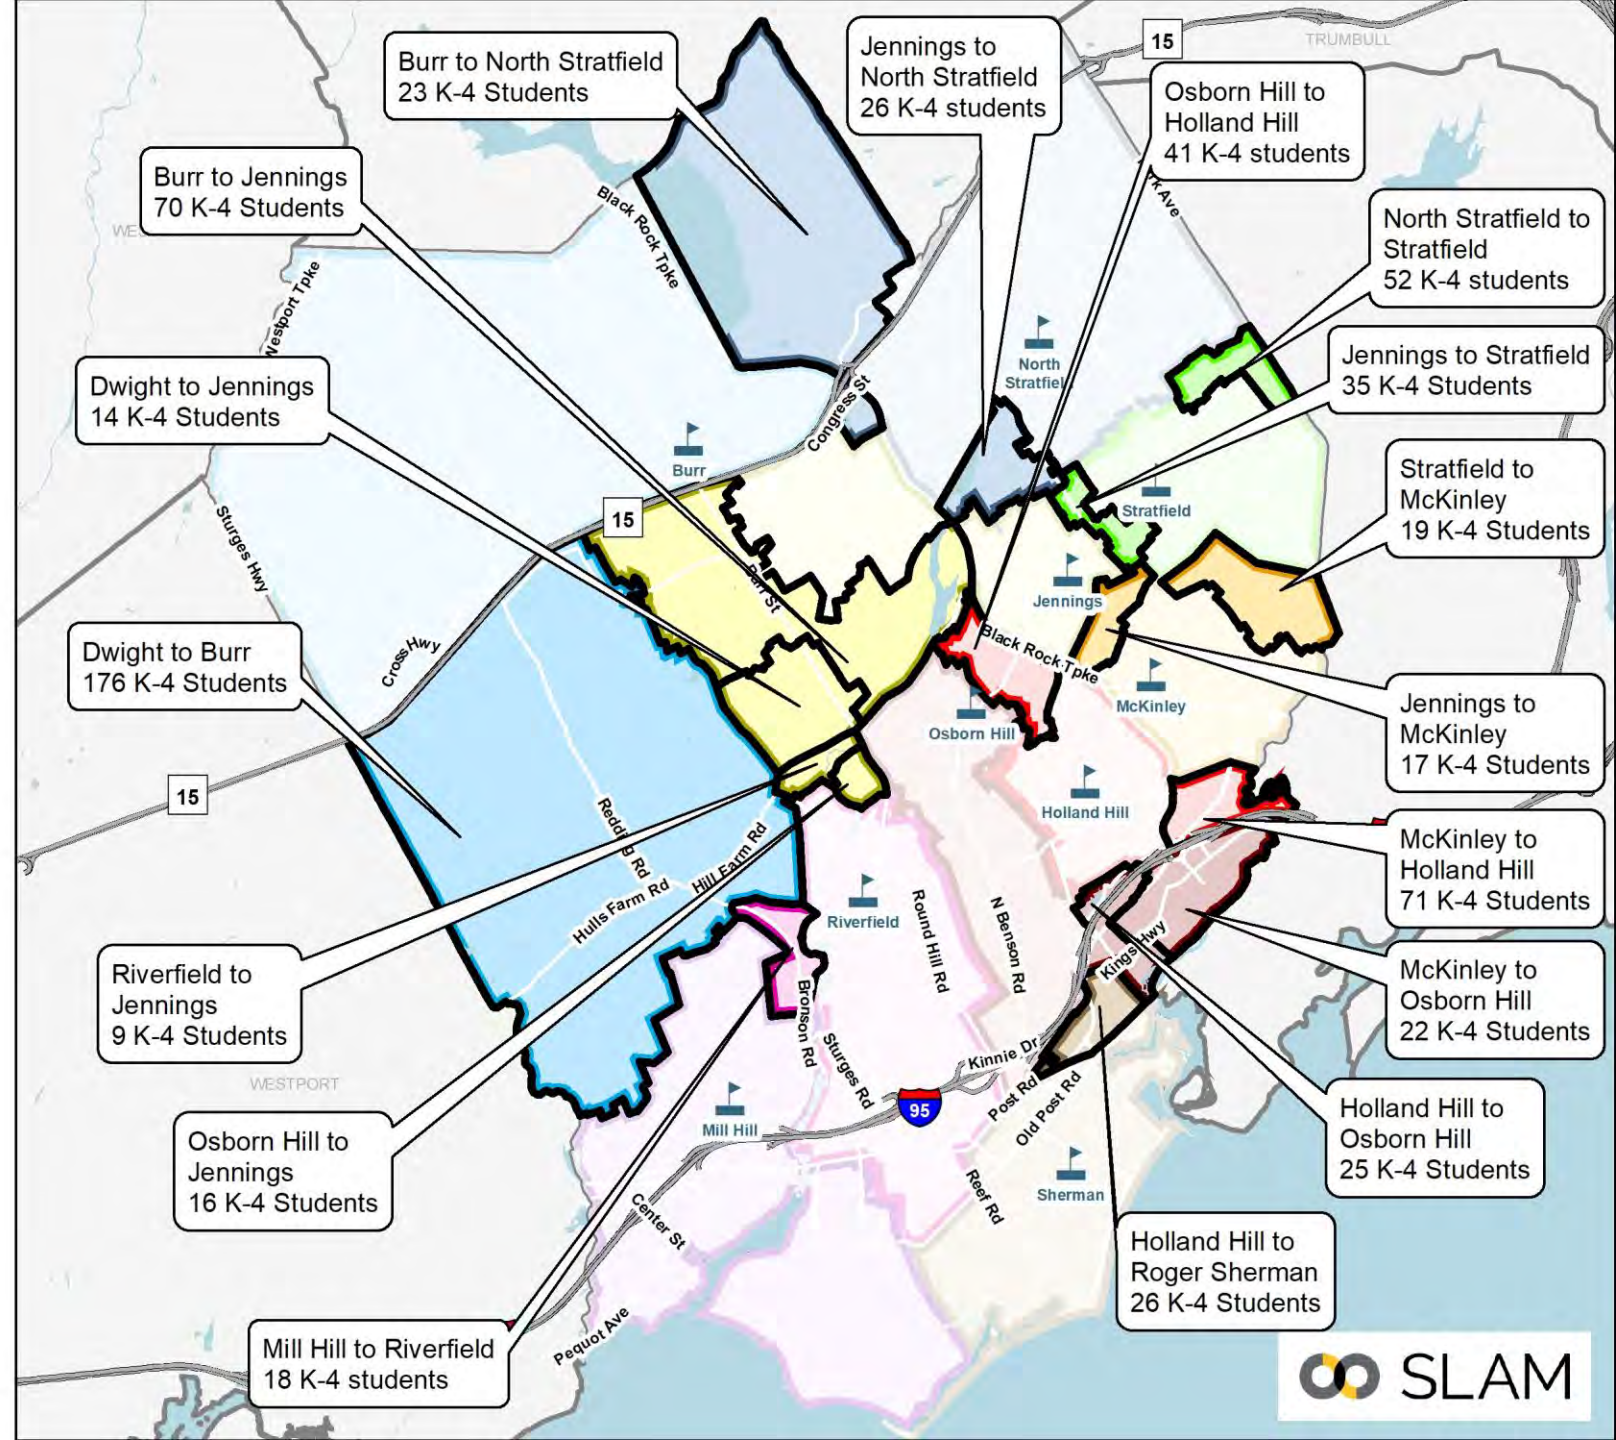 TRUMBULL
15
Burr to North Stratfield
23 K-4 Students
Jennings to
North Stratfield
26 K-4 students
Osborn Hill to
Holland Hill
41 K-4 students
Burr to Jennings
70 K-4 Students
North Stratfield to
Stratfield
52 K-4 students
Black Rock Tpke
Westport Tpke
Jennings to Stratfield
35 K-4 Students
North
Dwight to Jennings
14 K-4 Students
Congress St
Burr
Stratfield to
McKinley
19 K-4 Students
15
Stratfield
Sturges Hwy
Jennings
Black Rock Tpke
Cross Hwy
Dwight to Burr
176 K-4 Students
McKinley
Osborn Hill
Jennings to
McKinley
17 K-4 Students
15
Holland Hill
Redding Rd
Hill Farm Rd
Hulls Farm Rd
McKinley to
Holland Hill
71 K-4 Students
Riverfield
Round Hill Rd
N Benson Rd
Kings Hwy
Riverfield to
Jennings
9 K-4 Students
McKinley to
Osborn Hill
22 K-4 Students
Bronson Rd
Sturges Rd
Kinnie Dr
WESTPORT
Post Rd
Old Post Rd
95
Mill Hill
Holland Hill to
Osborn Hill
25 K-4 Students
Osborn Hill to
Jennings
16 K-4 Students
Sherman
Reef Rd
Center St
Holland Hill to
Roger Sherman
26 K-4 Students
Pequot Ave
Mill Hill to Riverfield
18 K-4 students
SLAM